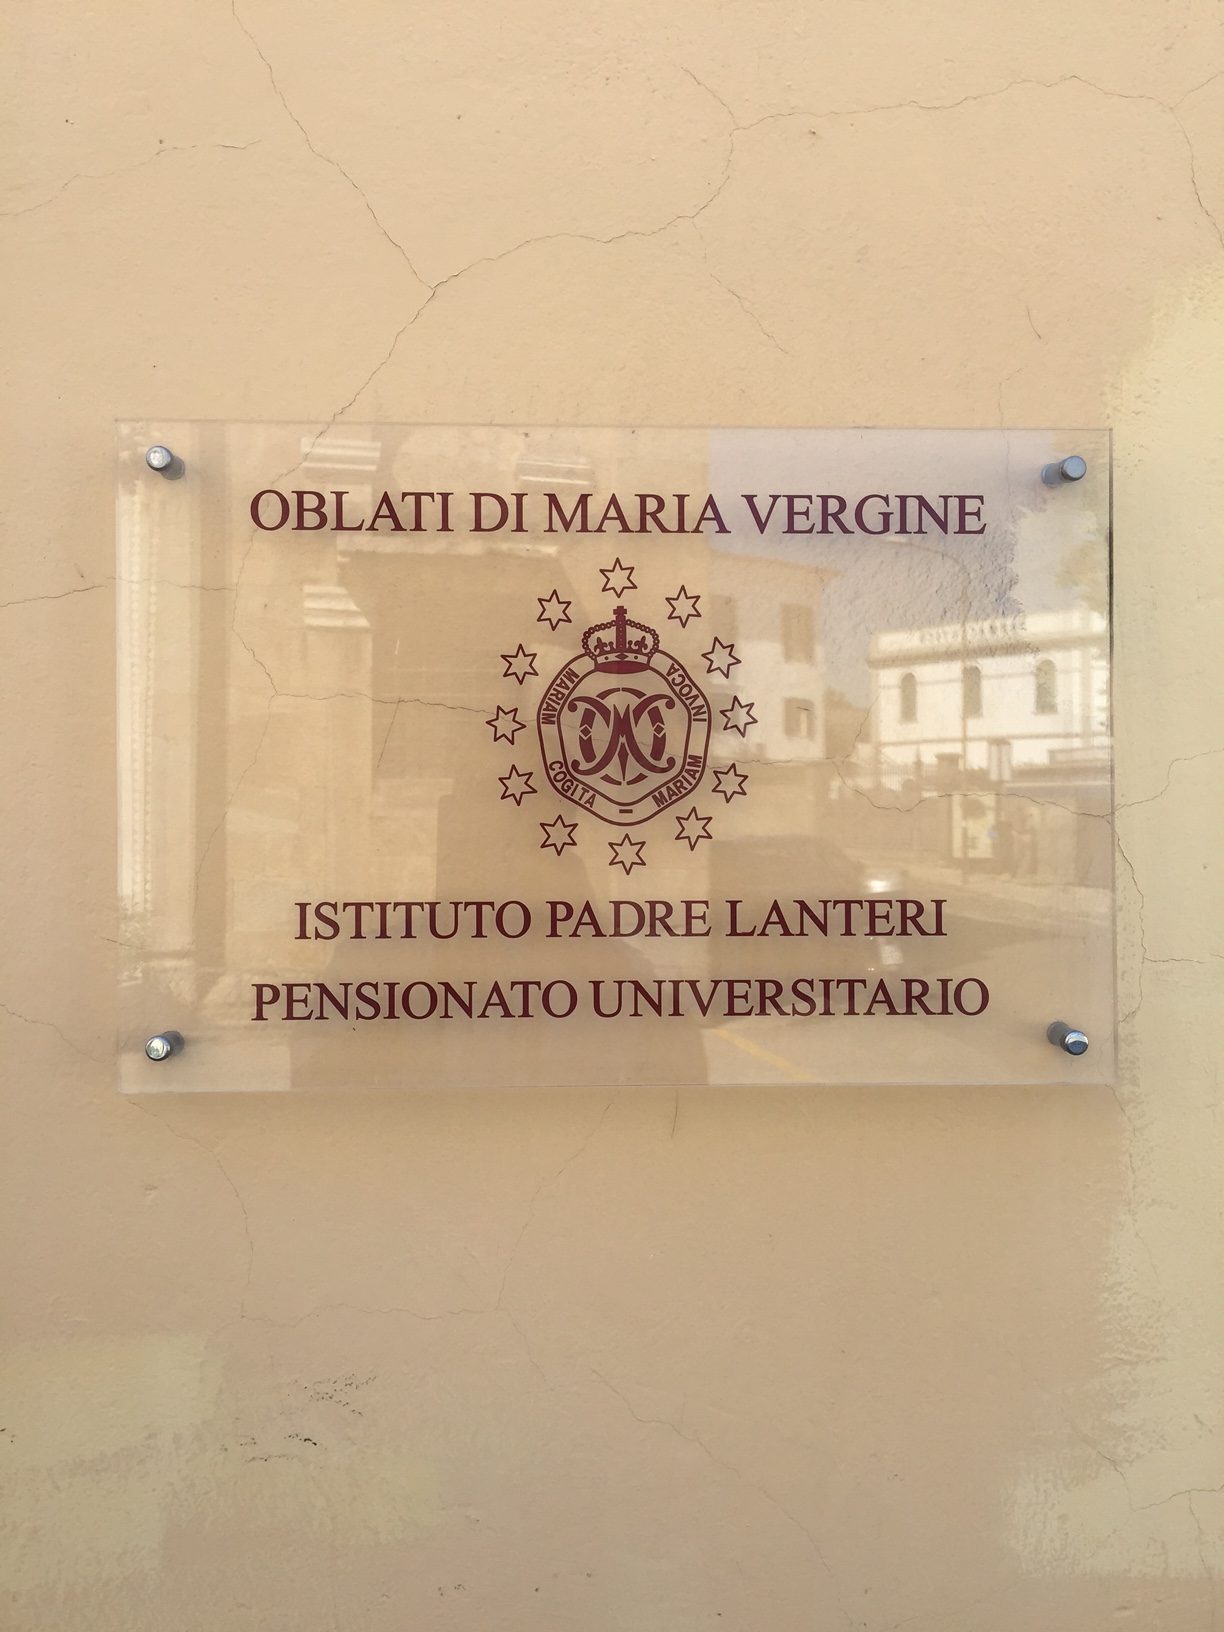 OBLATI DI MARIA VERGINE
MARIAM COGITA – MARIAM INVOCA
ISTITUTO PADRE LANTERI
PENSIONATO UNIVERSITARIO